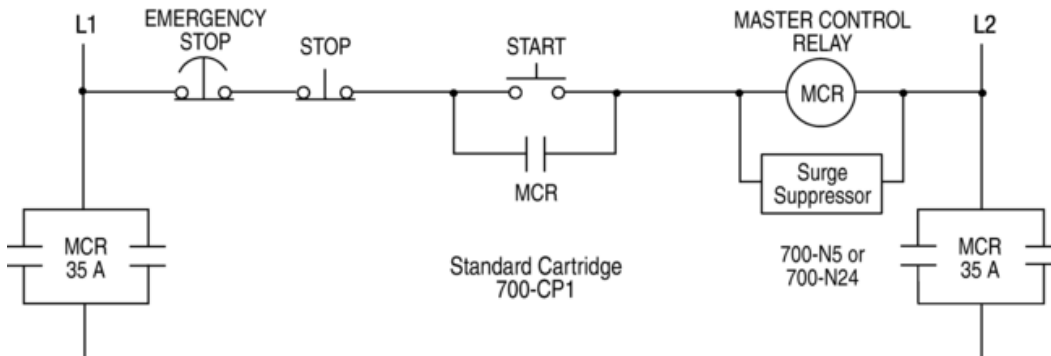 L1
EMERGENCY
STOP
STOP
START
MASTER CONTROL
RELAY
L2
MCR
MCR
Surge
Suppressor
MCR
35 A
Standard Cartridge
700-CP1
700-N5 or
700-N24
MCR
35 A